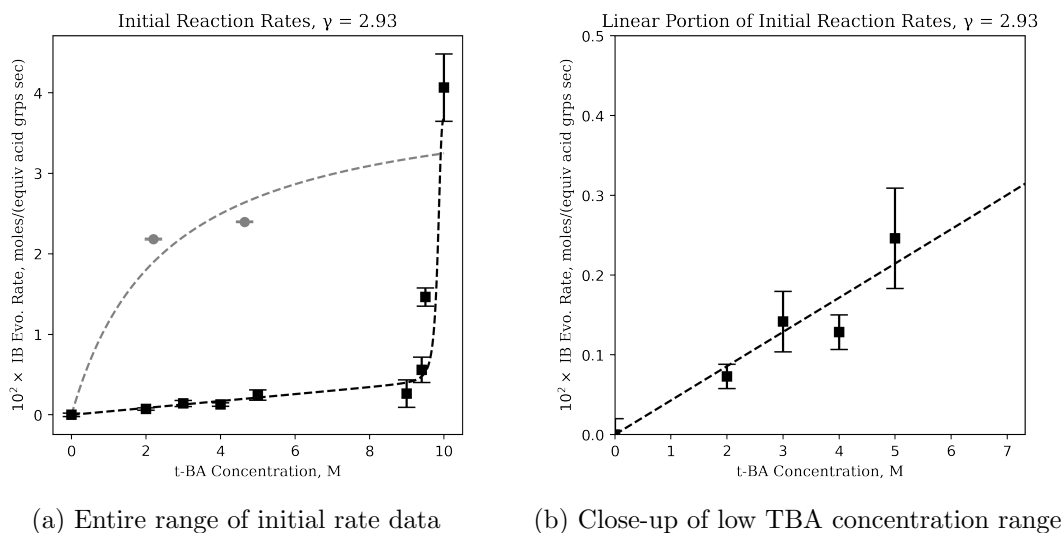 Initial Reaction Rates, γ = 2.93
10² × IB Evo. Rate, moles/(equiv acid grps sec)
4
3
2
1
0
0 2 4 6 8 10
t-BA Concentration, M
(a) Entire range of initial rate data
Linear Portion of Initial Reaction Rates, γ = 2.93
10² × IB Evo. Rate, moles/(equiv acid grps sec)
0.5
0.4
0.3
0.2
0.1
0.0
0 1 2 3 4 5 6 7
t-BA Concentration, M
(b) Close-up of low TBA concentration range